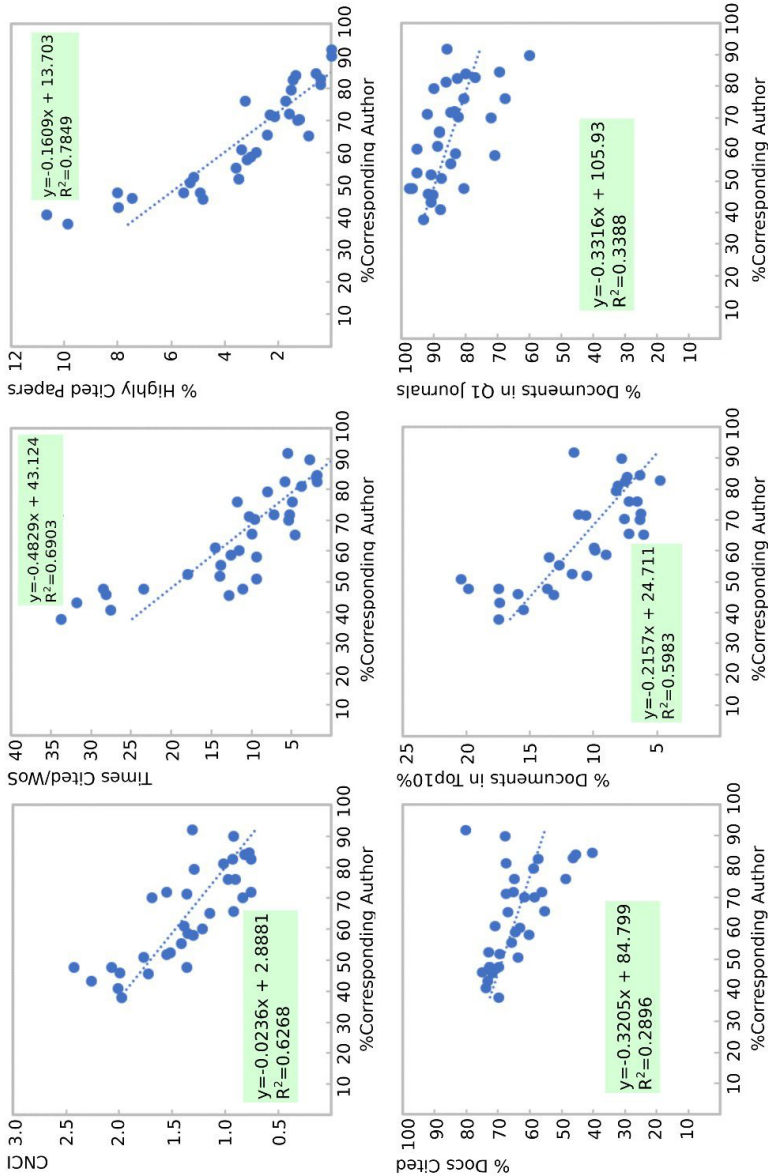 CNCI
3.0
2.5
2.0
1.5
1.0
0.5
y=-0.0236x + 2.8881
R²=0.6268
10 20 30 40 50 60 70 80 90 100
%Corresponding Author
Times Cited/WoS
40
35
30
25
20
15
10
5
y=-0.4829x + 43.124
R²=0.6903
10 20 30 40 50 60 70 80 90 100
%Corresponding Author
% Highly Cited Papers
12
10
8
6
4
2
y=-0.1609x + 13.703
R²=0.7849
10 20 30 40 50 60 70 80 90 100
%Corresponding Author
% Docs Cited
100
90
80
70
60
50
40
30
20
10
y=-0.3205x + 84.799
R²=0.2896
10 20 30 40 50 60 70 80 90 100
%Corresponding Author
% Documents in Top10%
25
20
15
10
5
y=-0.2157x + 24.711
R²=0.5983
10 20 30 40 50 60 70 80 90 100
%Corresponding Author
% Documents in Q1 Journals
100
90
80
70
60
50
40
30
20
10
y=-0.3316x + 105.93
R²=0.3388
10 20 30 40 50 60 70 80 90 100
%Corresponding Author